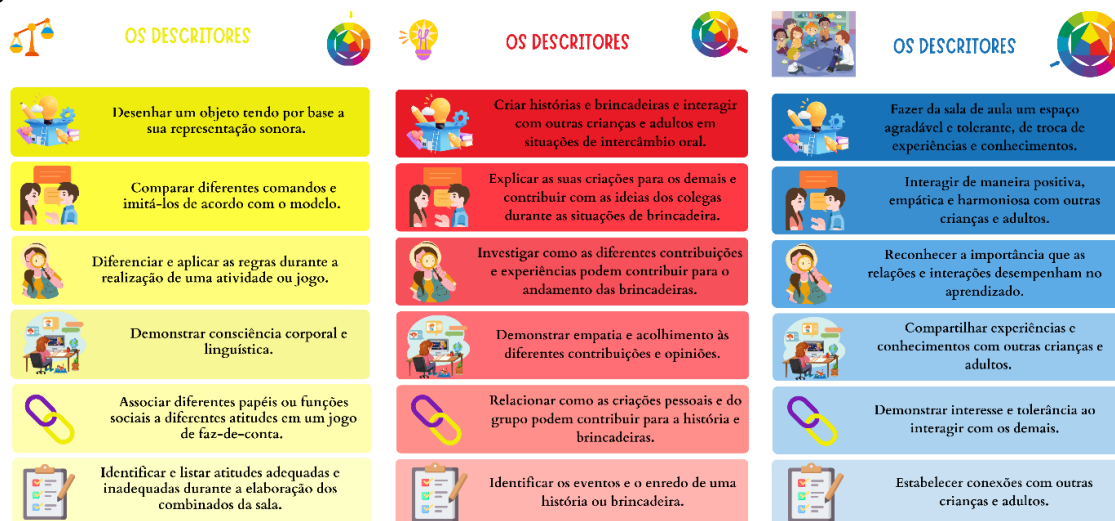 OS DESCRITORES
Desenhar um objeto tendo por base a
sua representação sonora.
Comparar diferentes comandos e
imitá-los de acordo com o modelo.
Diferenciar e aplicar as regras durante a
realização de uma atividade ou jogo.
Demonstrar consciência corporal e
linguística.
Associar diferentes papéis ou funções
sociais a diferentes atitudes em um jogo
de faz-de-conta.
Identificar e listar atitudes adequadas e
inadequadas durante a elaboração dos
combinados da sala.
OS DESCRITORES
Criar histórias e brincadeiras e interagir
com outras crianças e adultos em
situações de intercâmbio oral.
Explicar as suas criações para os demais e
contribuir com as ideias dos colegas
durante as situações de brincadeira.
Investigar como as diferentes contribuições
e experiências podem contribuir para o
andamento das brincadeiras.
Demonstrar empatia e acolhimento às
diferentes contribuições e opiniões.
Relacionar como as criações pessoais e do
grupo podem contribuir para a história e
brincadeiras.
Identificar os eventos e o enredo de uma
história ou brincadeira.
OS DESCRITORES
Fazer da sala de aula um espaço
agradável e tolerante, de troca de
experiências e conhecimentos.
Interagir de maneira positiva,
empática e harmoniosa com outras
crianças e adultos.
Reconhecer a importância que as
relações e interações desempenham no
aprendizado.
Compartilhar experiências e
conhecimentos com outras crianças e
adultos.
Demonstrar interesse e tolerância ao
interagir com os demais.
Estabelecer conexões com outras
crianças e adultos.